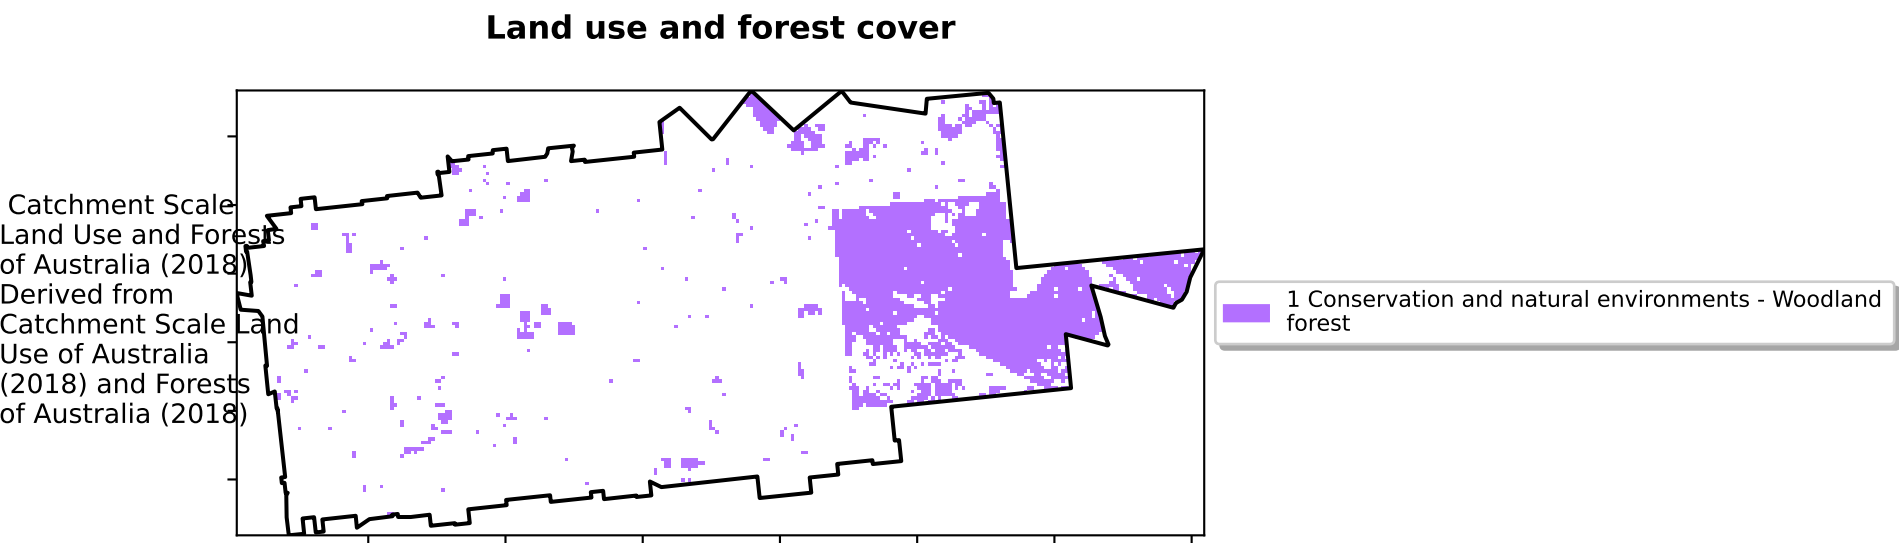 Land use and forest cover
Catchment Scale
Land Use and Forests
of Australia (2018)
Derived from
Catchment Scale Land
Use of Australia
(2018) and Forests
of Australia (2018)
1 Conservation and natural environments - Woodland
forest